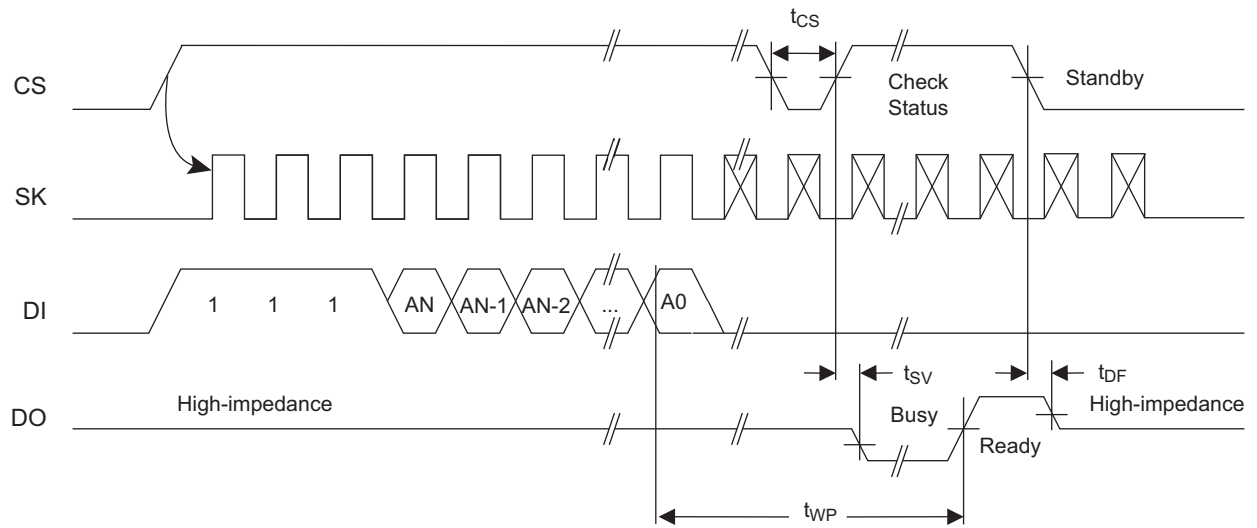 tCS
CS
Check
Status
Standby
SK
DI
1 1 1 AN AN-1 AN-2 ... A0
tSV
tDF
DO
High-impedance
Busy
Ready
High-impedance
tWP